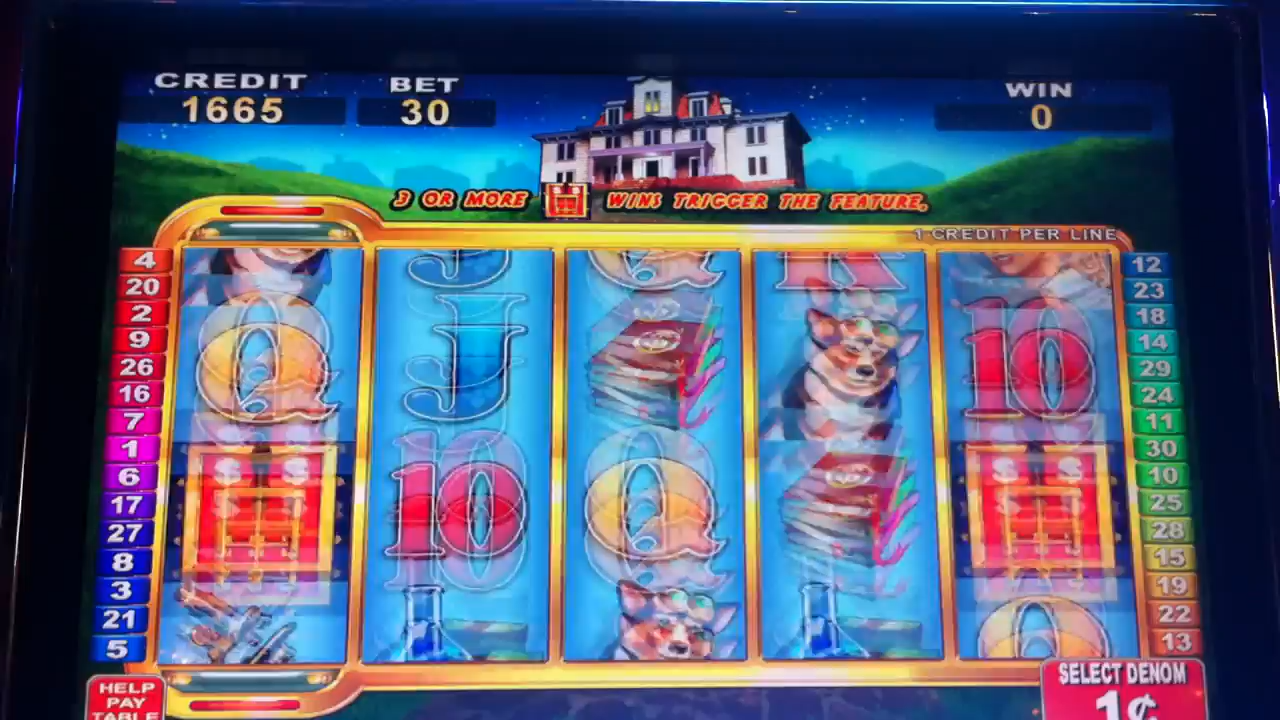 CREDIT
1665
BET
30
WIN
0
3 OR MORE WINS TRIGGER THE FEATURE.
1 CREDIT PER LINE
4
20
2
9
26
16
7
1
6
17
27
8
3
21
5
J Q K
Q J 10
10 Q
Q
12
23
18
14
29
24
11
30
10
25
28
15
19
22
13
HELP
PAY
TABLE
SELECT DENOM
1¢